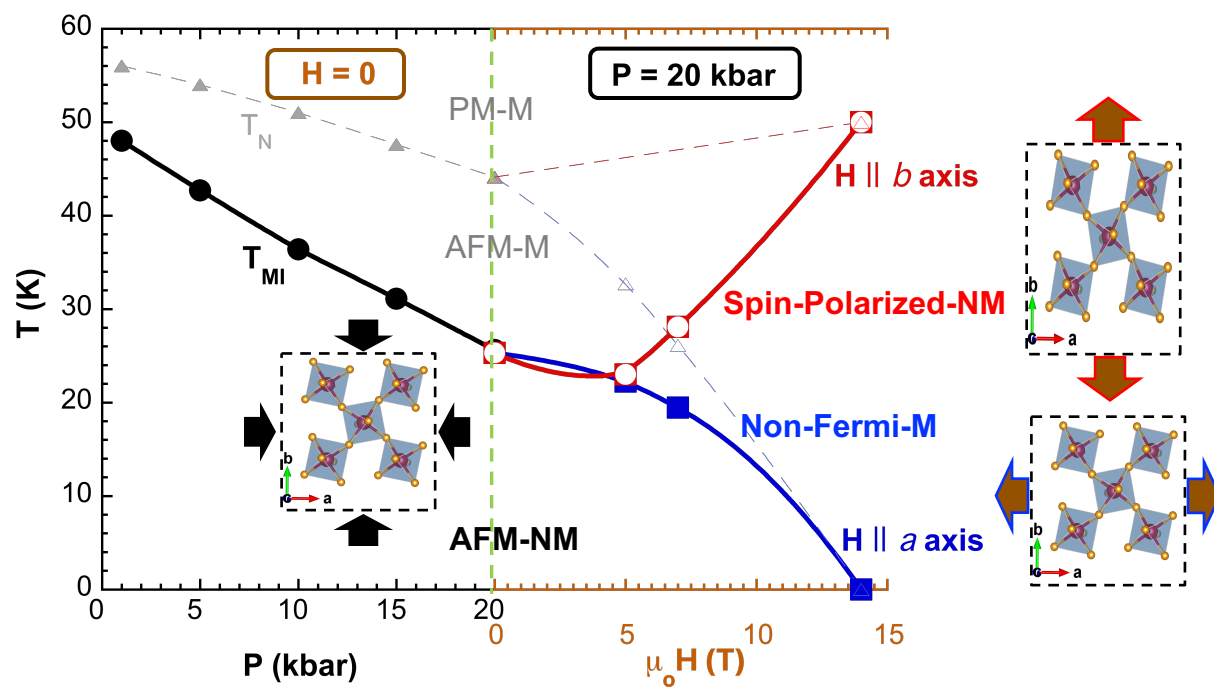 60
50
40
30
20
10
0
T (K)
H = 0
P = 20 kbar
PM-M
T_N
AFM-M
T_MI
H || b axis
Spin-Polarized-NM
Non-Fermi-M
AFM-NM
H || a axis
b
c a
b
c a
b
c a
0 5 10 15 20
0 5 10 15
P (kbar)
μ_oH (T)